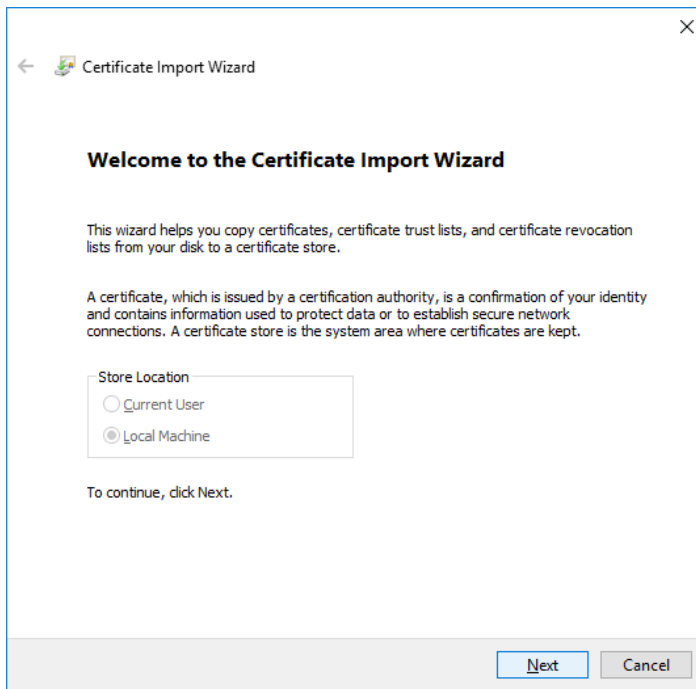 Certificate Import Wizard
Welcome to the Certificate Import Wizard
This wizard helps you copy certificates, certificate trust lists, and certificate revocation
lists from your disk to a certificate store.
A certificate, which is issued by a certification authority, is a confirmation of your identity
and contains information used to protect data or to establish secure network
connections. A certificate store is the system area where certificates are kept.
Store Location
Current User
Local Machine
To continue, click Next.
Next
Cancel